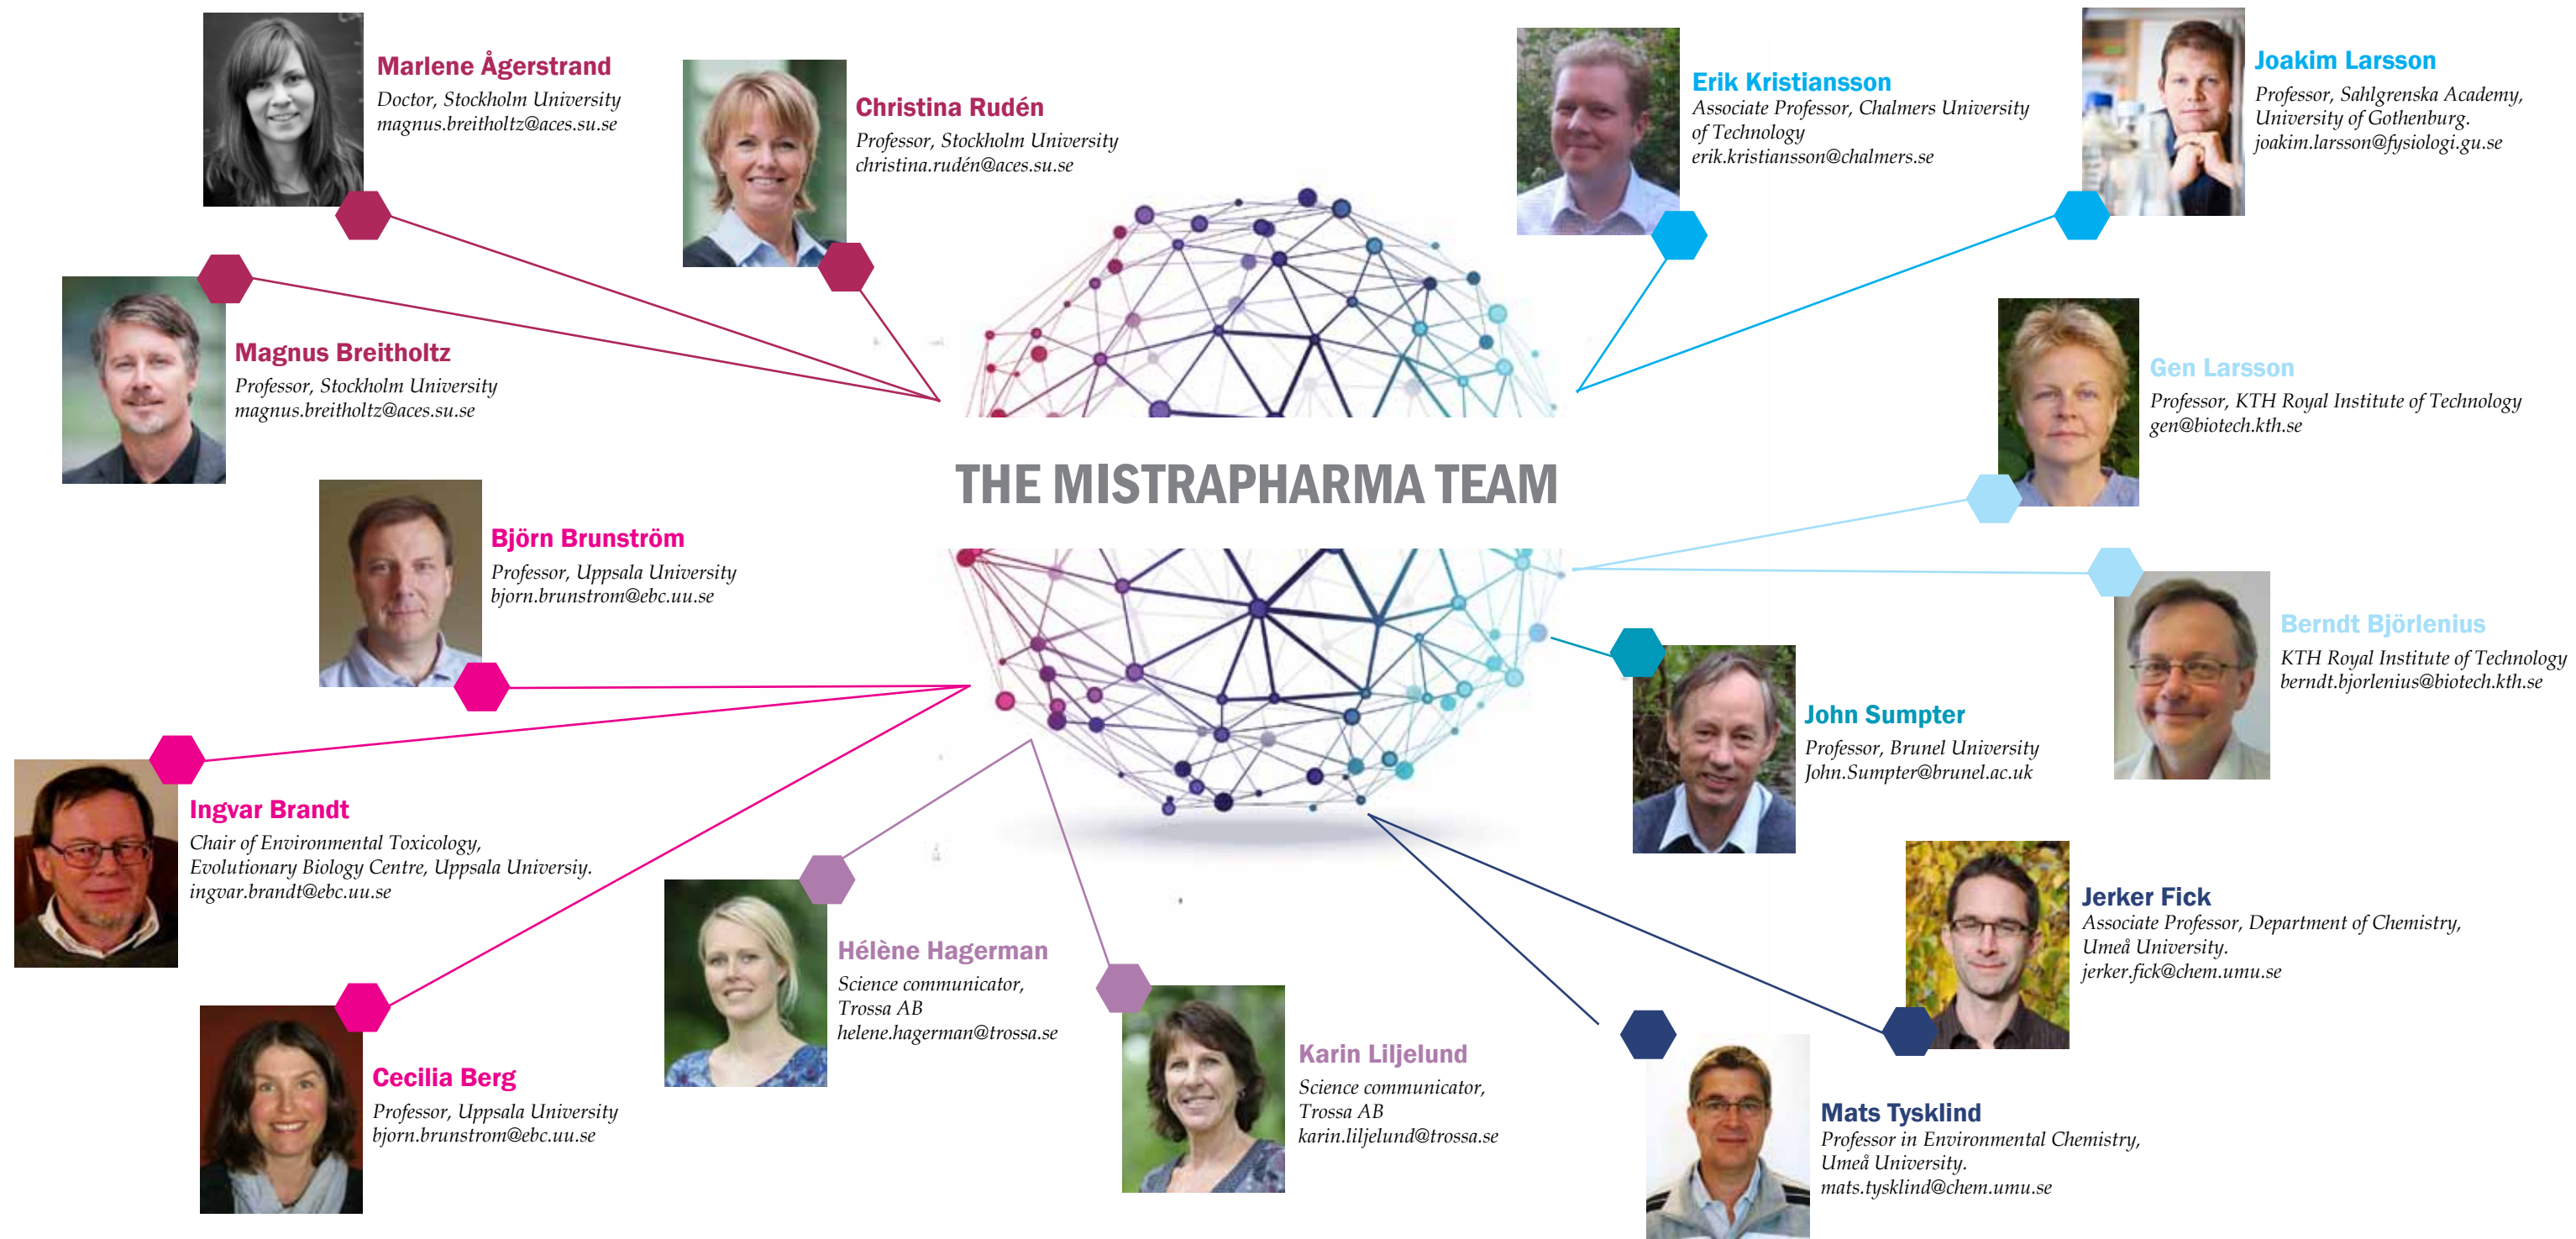 Marlene Ågerstrand
Doctor, Stockholm University
magnus.breitholtz@aces.su.se
Christina Rudén
Professor, Stockholm University
christina.rudén@aces.su.se
Erik Kristiansson
Associate Professor, Chalmers University
of Technology
erik.kristiansson@chalmers.se
Joakim Larsson
Professor, Sahlgrenska Academy,
University of Gothenburg.
joakim.larsson@fysiologi.gu.se
Magnus Breitholtz
Professor, Stockholm University
magnus.breitholtz@aces.su.se
Gen Larsson
Professor, KTH Royal Institute of Technology
gen@biotech.kth.se
THE MISTRAPHARMA TEAM
Björn Brunström
Professor, Uppsala University
bjorn.brunstrom@ebc.uu.se
Berndt Björlenius
KTH Royal Institute of Technology
berndt.bjorlenius@biotech.kth.se
John Sumpter
Professor, Brunel University
John.Sumpter@brunel.ac.uk
Ingvar Brandt
Chair of Environmental Toxicology,
Evolutionary Biology Centre, Uppsala Universiy.
ingvar.brandt@ebc.uu.se
Jerker Fick
Associate Professor, Department of Chemistry,
Umeå University.
jerker.fick@chem.umu.se
Hélène Hagerman
Science communicator,
Trossa AB
helene.hagerman@trossa.se
Karin Liljelund
Science communicator,
Trossa AB
karin.liljelund@trossa.se
Cecilia Berg
Professor, Uppsala University
bjorn.brunstrom@ebc.uu.se
Mats Tysklind
Professor in Environmental Chemistry,
Umeå University.
mats.tysklind@chem.umu.se